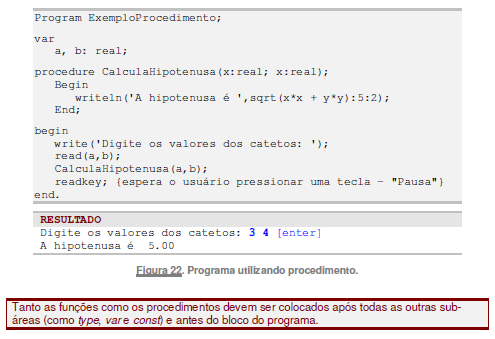 Program ExemploProcedimento;
var
a, b: real;
procedure CalculaHipotenusa(x:real; x:real);
Begin
writeln('A hipotenusa é ',sqrt(x*x + y*y):5:2);
End;
begin
write('Digite os valores dos catetos: ');
read(a,b);
CalculaHipotenusa(a,b);
readkey; {espera o usuário pressionar uma tecla – "Pausa"}
end.
RESULTADO
Digite os valores dos catetos: 3 4 [enter]
A hipotenusa é  5.00
Figura 22. Programa utilizando procedimento.
Tanto as funções como os procedimentos devem ser colocados após todas as outras sub-
áreas (como type, var e const) e antes do bloco do programa.